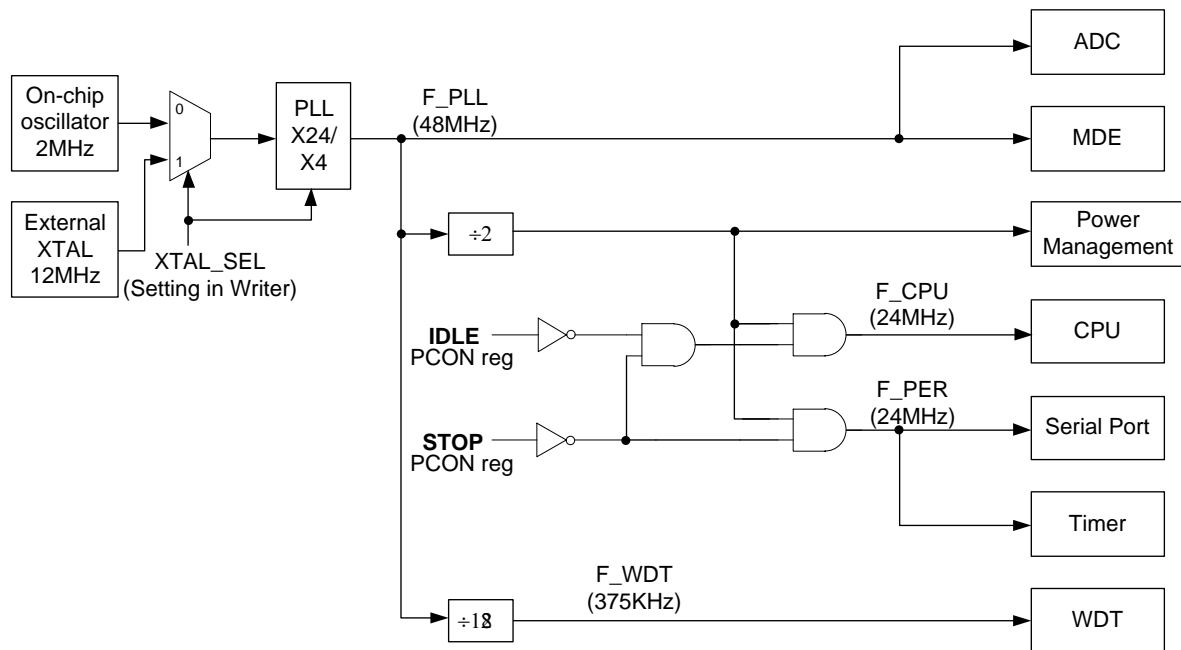 ADC
On-chip
oscillator
2MHz
0
1
PLL
X24/
X4
F_PLL
(48MHz)
MDE
External
XTAL
12MHz
XTAL_SEL
(Setting in Writer)
÷2
Power
Management
IDLE
PCON reg
F_CPU
(24MHz)
CPU
STOP
PCON reg
F_PER
(24MHz)
Serial Port
Timer
÷128
F_WDT
(375KHz)
WDT